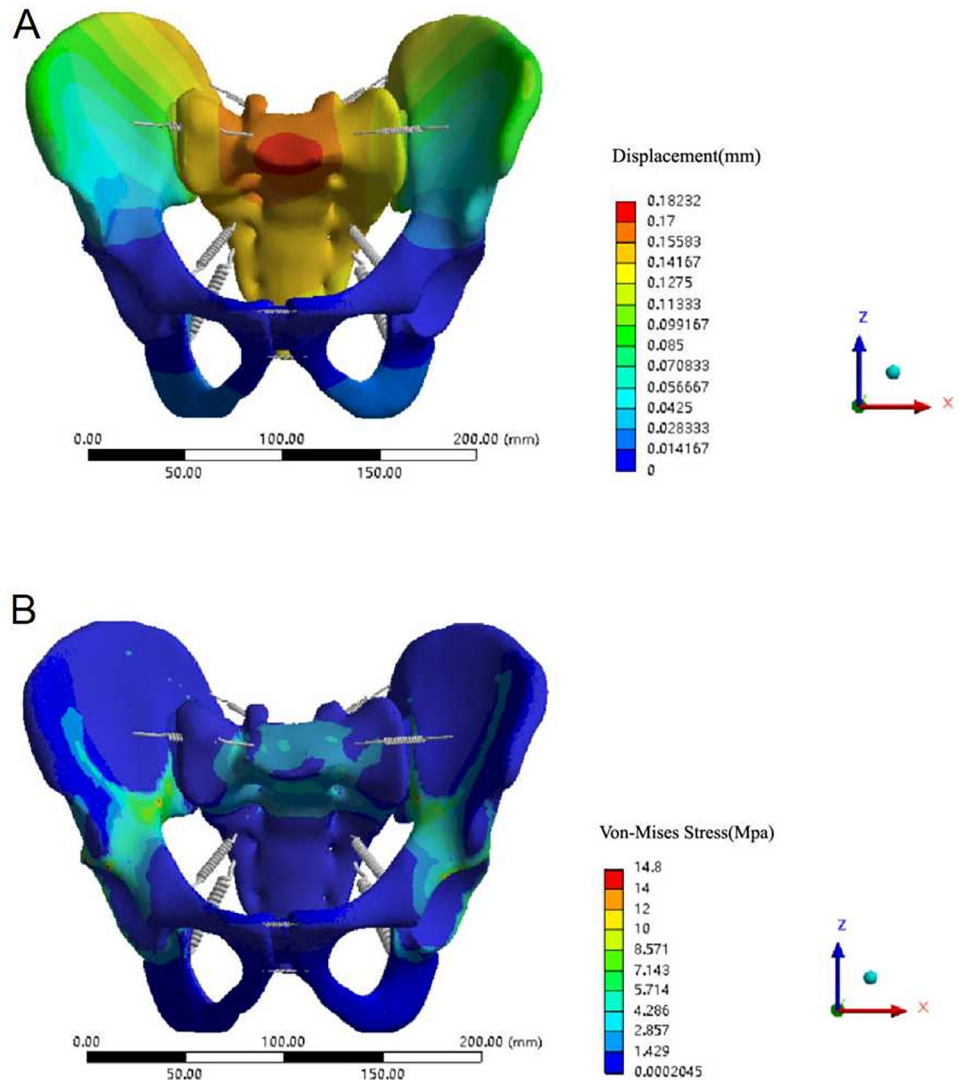 A
Displacement(mm)
0.18232
0.17
0.15583
0.14167
0.1275
0.11333
0.099167
0.085
0.070833
0.056667
0.0425
0.028333
0.014167
0
Z
X
0.00 100.00 200.00 (mm)
50.00 150.00
B
Von-Mises Stress(Mpa)
14.8
14
12
10
8.571
7.143
5.714
4.286
2.857
1.429
0.0002045
Z
X
0.00 100.00 200.00 (mm)
50.00 150.00